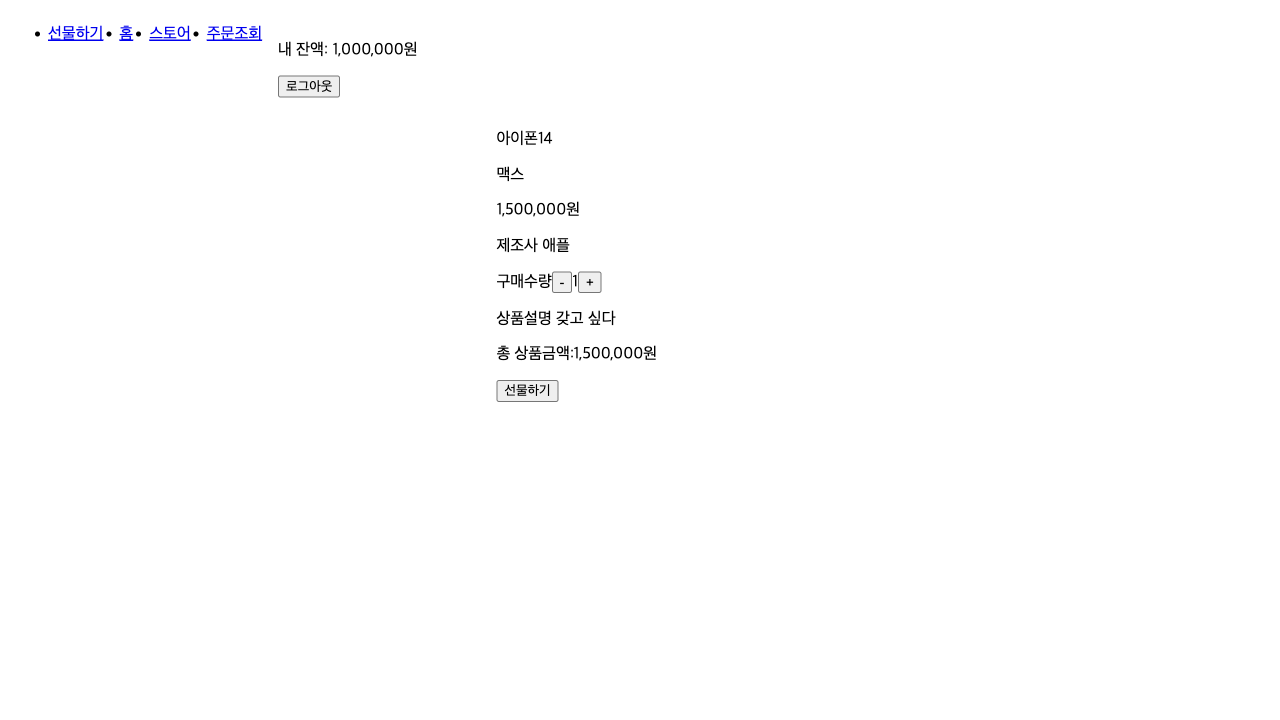 선물하기 홈 스토어 주문조회
내 잔액: 1,000,000원
로그아웃
아이폰14
맥스
1,500,000원
제조사 애플
구매수량 - 1 +
상품설명 갖고 싶다
총 상품금액:1,500,000원
선물하기